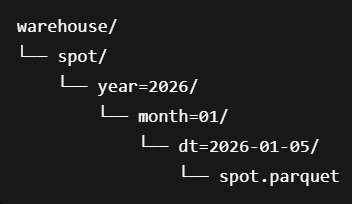 warehouse/
└── spot/
    └── year=2026/
        └── month=01/
            └── dt=2026-01-05/
                └── spot.parquet